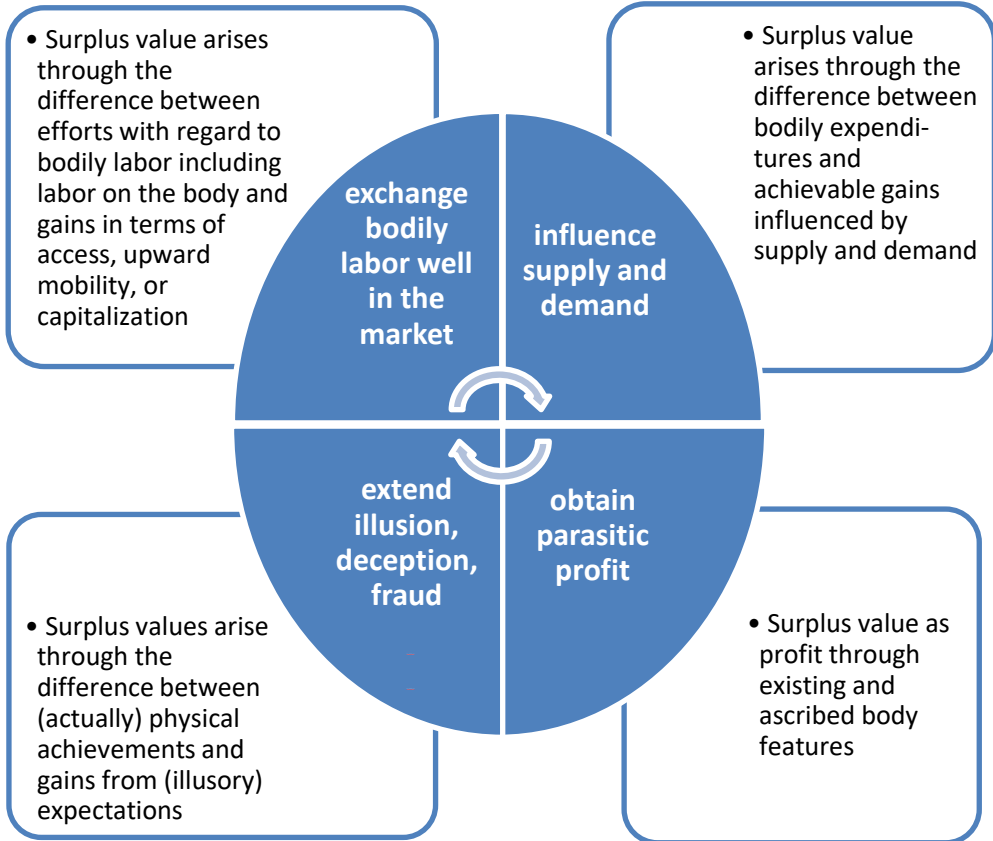 • Surplus value arises
through the
difference between
efforts with regard to
bodily labor including
labor on the body and
gains in terms of
access, upward
mobility, or
capitalization
• Surplus value
arises through the
difference between
bodily expendi-
tures and
achievable gains
influenced by
supply and demand
exchange
bodily
labor well
in the
market
influence
supply and
demand
extend
illusion,
deception,
fraud
obtain
parasitic
profit
• Surplus values arise
through the
difference between
(actually) physical
achievements and
gains from (illusory)
expectations
• Surplus value as
profit through
existing and
ascribed body
features